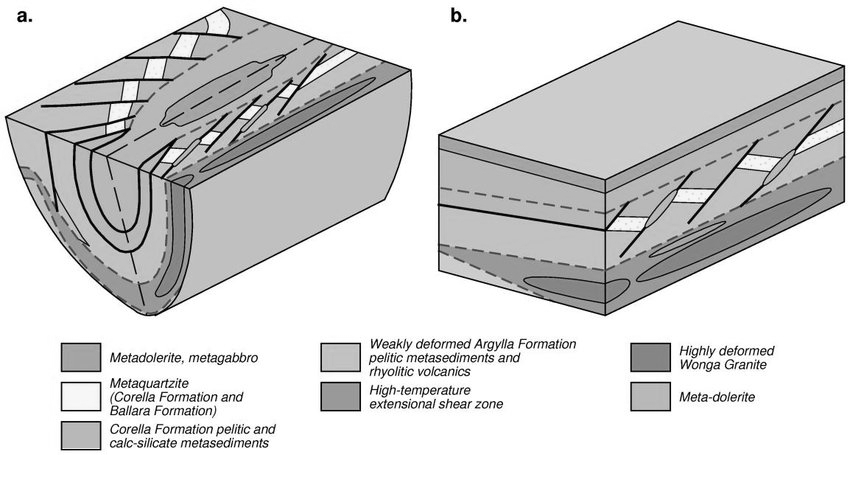 a.
b.
Metadolerite, metagabbro
Metaquartzite
(Corella Formation and
Ballara Formation)
Corella Formation pelitic and
calc-silicate metasediments
Weakly deformed Argylla Formation
pelitic metasediments and
rhyolitic volcanics
High-temperature
extensional shear zone
Highly deformed
Wonga Granite
Meta-dolerite